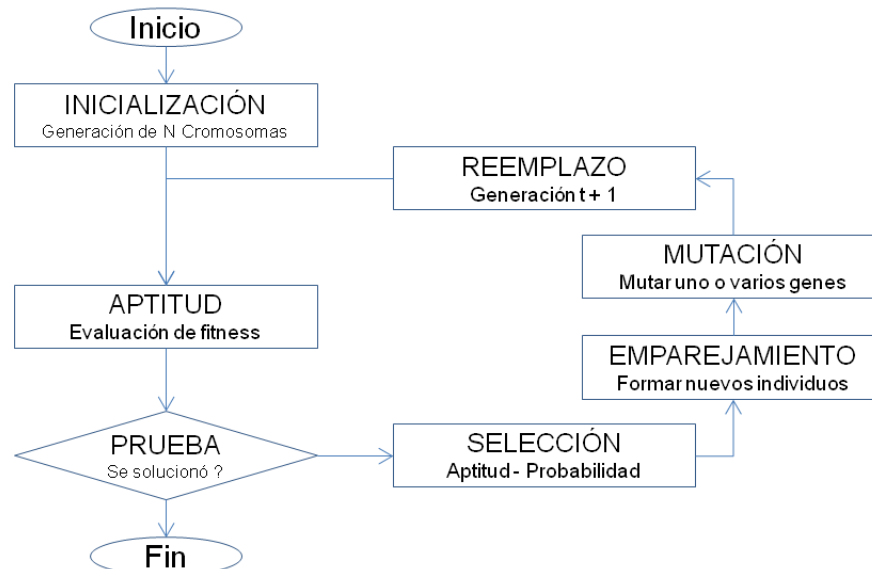 Inicio
INICIALIZACIÓN
Generación de N Cromosomas
REEMPLAZO
Generación t + 1
MUTACIÓN
Mutar uno o varios genes
APTITUD
Evaluación de fitness
EMPAREJAMIENTO
Formar nuevos individuos
PRUEBA
Se solucionó ?
SELECCIÓN
Aptitud - Probabilidad
Fin